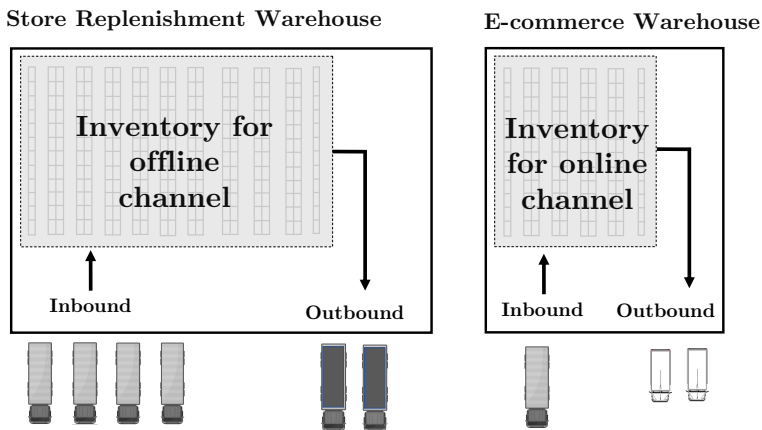 Store Replenishment Warehouse
E-commerce Warehouse
Inventory for
offline
channel
Inbound
Outbound
Inventory
for online
channel
Inbound
Outbound